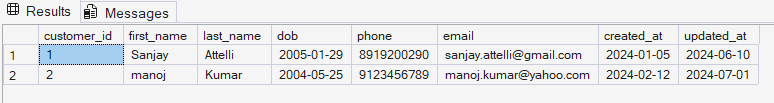 Results Messages
customer_id first_name last_name dob phone email created_at updated_at
1 1 Sanjay Attelli 2005-01-29 8919200290 sanjay.attelli@gmail.com 2024-01-05 2024-06-10
2 2 manoj Kumar 2004-05-25 9123456789 manoj.kumar@yahoo.com 2024-02-12 2024-07-01